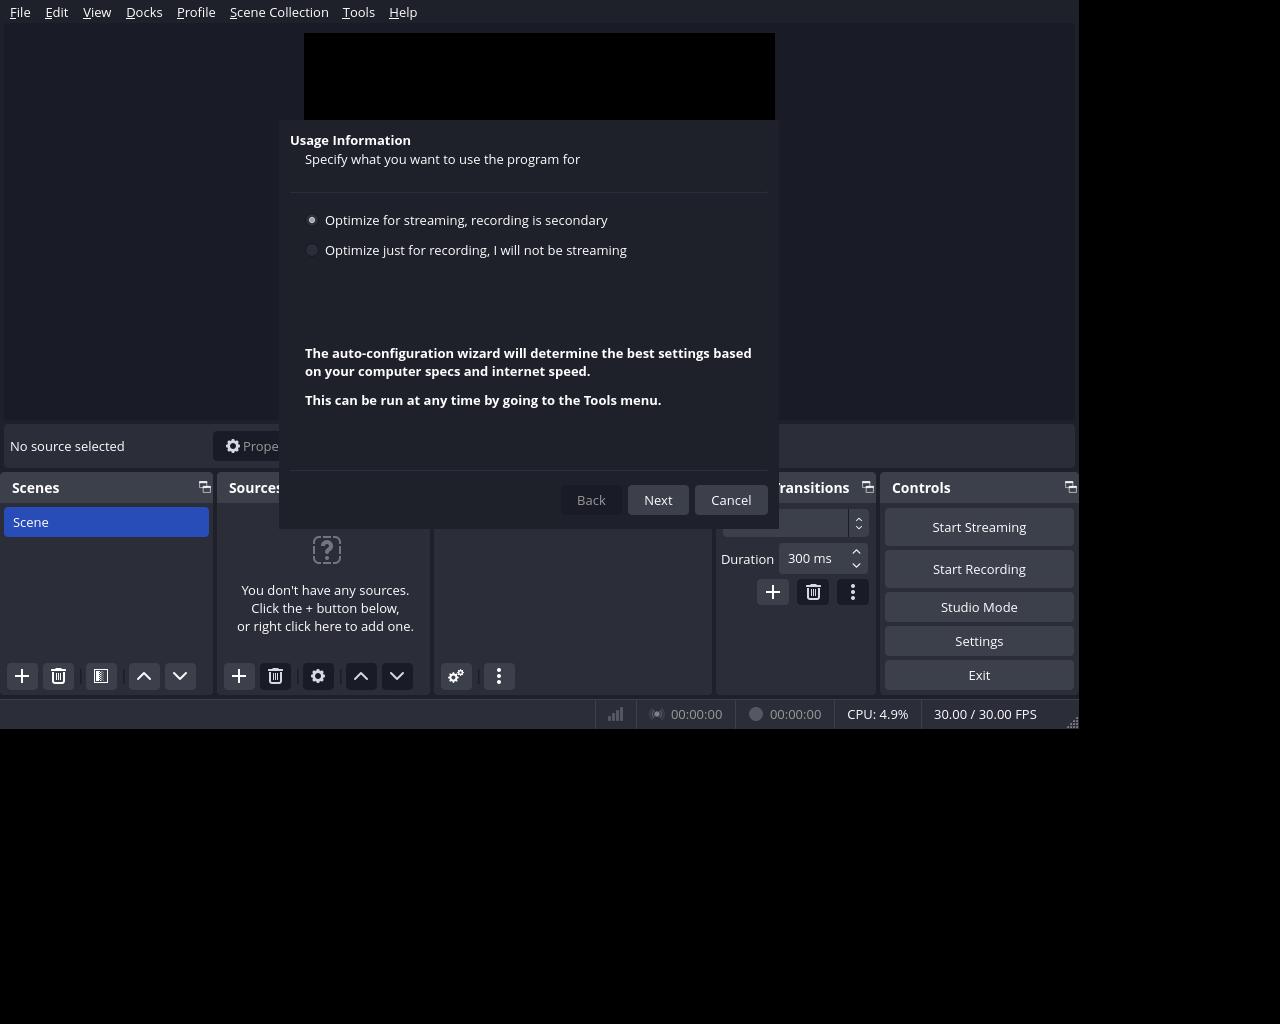 File Edit View Docks Profile Scene Collection Tools Help
Usage Information
Specify what you want to use the program for
Optimize for streaming, recording is secondary
Optimize just for recording, I will not be streaming
The auto-configuration wizard will determine the best settings based
on your computer specs and internet speed.
This can be run at any time by going to the Tools menu.
Back Next Cancel
No source selected
Prope
Scenes
Scene
Sources
You don't have any sources.
Click the + button below,
or right click here to add one.
ransitions
Duration 300 ms
Controls
Start Streaming
Start Recording
Studio Mode
Settings
Exit
00:00:00 00:00:00 CPU: 4.9% 30.00 / 30.00 FPS